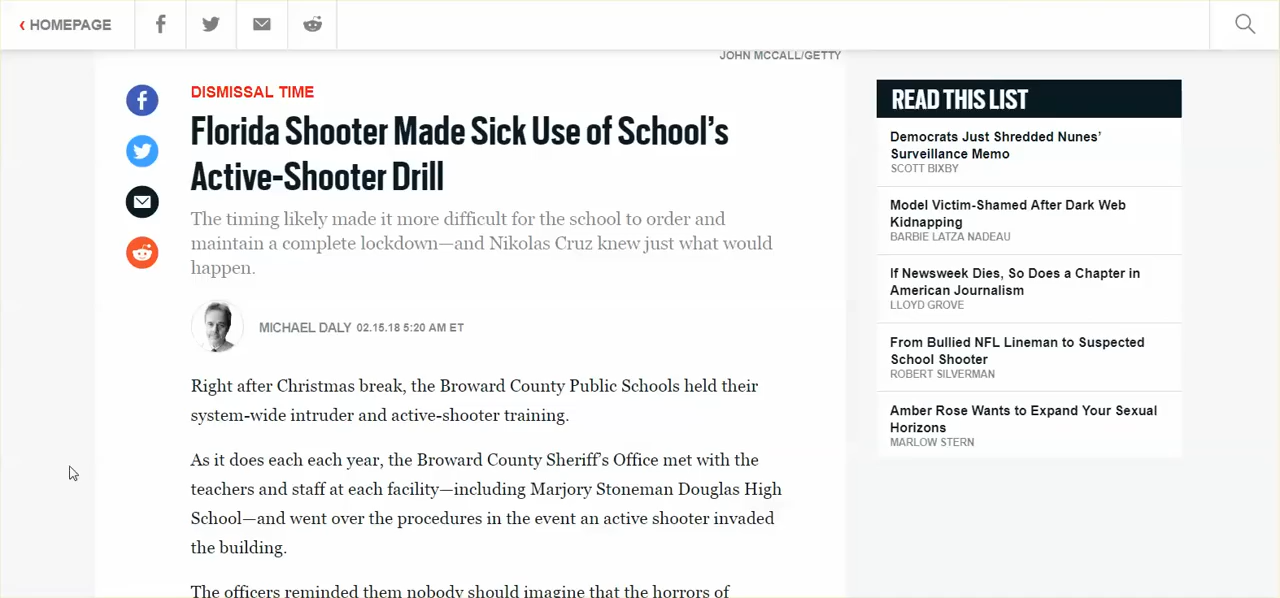 HOMEPAGE
JOHN MCCALL/GETTY
DISMISSAL TIME
Florida Shooter Made Sick Use of School’s
Active-Shooter Drill
The timing likely made it more difficult for the school to order and
maintain a complete lockdown—and Nikolas Cruz knew just what would
happen.
MICHAEL DALY 02.15.18 5:20 AM ET
Right after Christmas break, the Broward County Public Schools held their
system-wide intruder and active-shooter training.
As it does each each year, the Broward County Sheriff’s Office met with the
teachers and staff at each facility—including Marjory Stoneman Douglas High
School—and went over the procedures in the event an active shooter invaded
the building.
The officers reminded them nobody should imagine that the horrors of
READ THIS LIST
Democrats Just Shredded Nunes’
Surveillance Memo
SCOTT BIXBY
Model Victim-Shamed After Dark Web
Kidnapping
BARBIE LATZA NADEAU
If Newsweek Dies, So Does a Chapter in
American Journalism
LLOYD GROVE
From Bullied NFL Lineman to Suspected
School Shooter
ROBERT SILVERMAN
Amber Rose Wants to Expand Your Sexual
Horizons
MARLOW STERN